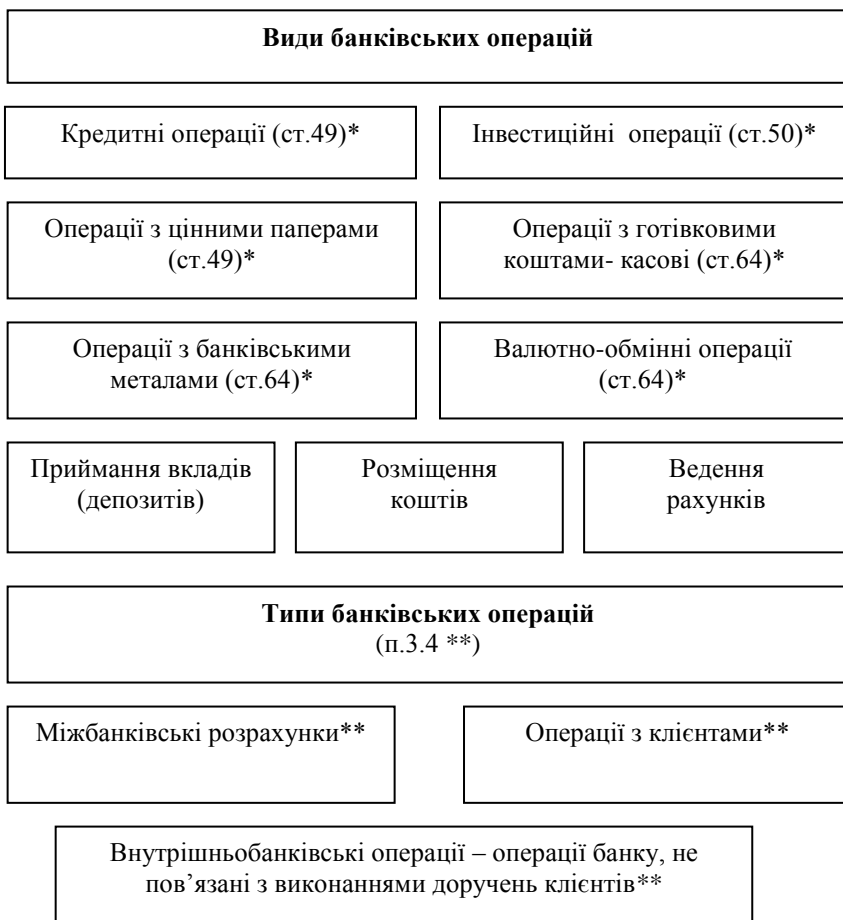 Види банківських операцій
Кредитні операції (ст.49)*
Інвестиційні операції (ст.50)*
Операції з цінними паперами
(ст.49)*
Операції з готівковими
коштами- касові (ст.64)*
Операції з банківськими
металами (ст.64)*
Валютно-обмінні операції
(ст.64)*
Приймання вкладів
(депозитів)
Розміщення
коштів
Ведення
рахунків
Типи банківських операцій
(п.3.4 **)
Міжбанківські розрахунки**
Операції з клієнтами**
Внутрішньобанківські операції – операції банку, не
пов’язані з виконаннями доручень клієнтів**